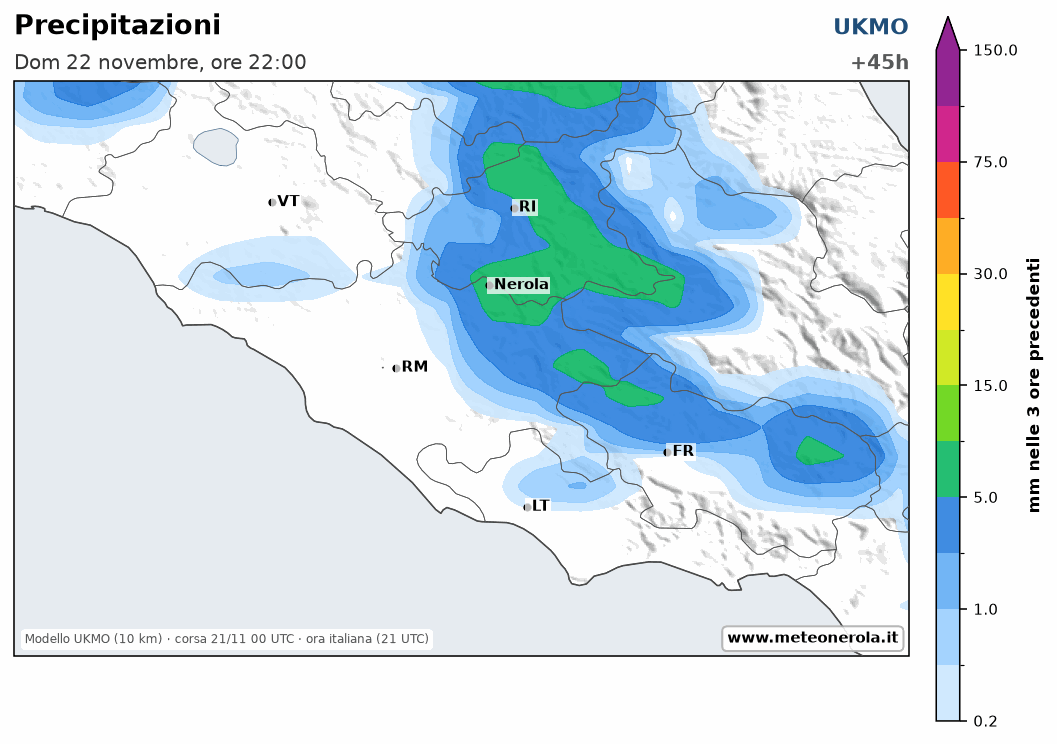 Precipitazioni
UKMO
Dom 22 novembre, ore 22:00
+45h
150.0
75.0
30.0
15.0
5.0
1.0
0.2
mm nelle 3 ore precedenti
VT
RI
Nerola
RM
FR
LT
Modello UKMO (10 km) · corsa 21/11 00 UTC · ora italiana (21 UTC)
www.meteonerola.it